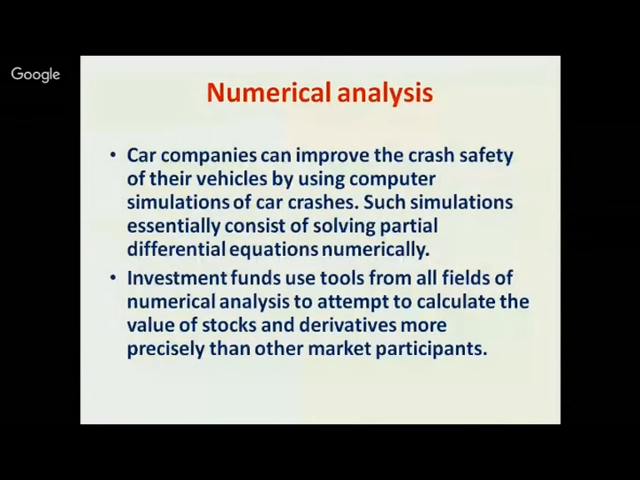 Google
Numerical analysis
• Car companies can improve the crash safety
of their vehicles by using computer
simulations of car crashes. Such simulations
essentially consist of solving partial
differential equations numerically.
• Investment funds use tools from all fields of
numerical analysis to attempt to calculate the
value of stocks and derivatives more
precisely than other market participants.